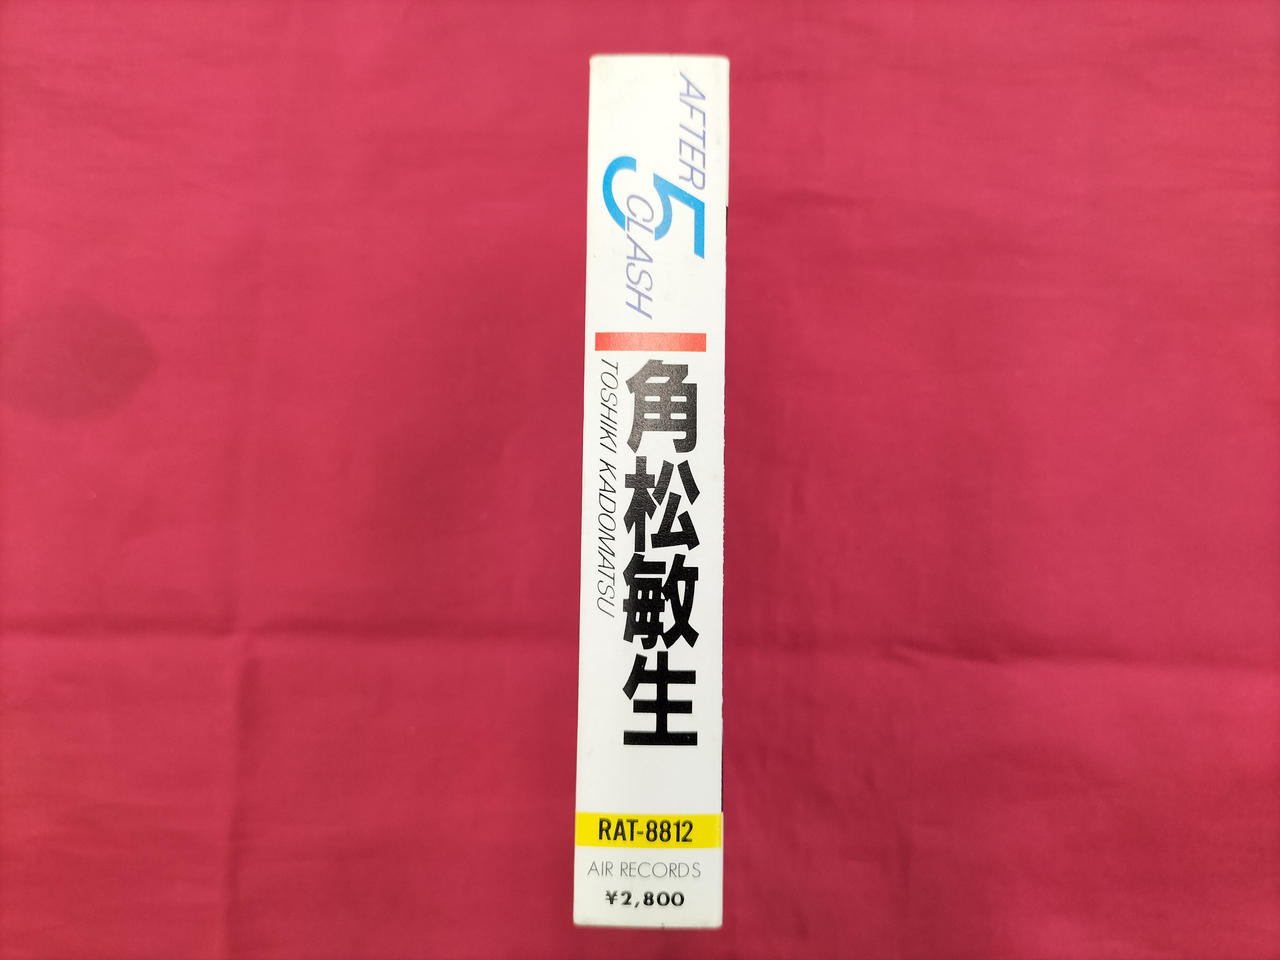 AFTER
5
CLASH
角松敏生
TOSHIKI KADOMATSU
RAT-8812
AIR RECORDS
¥2,800